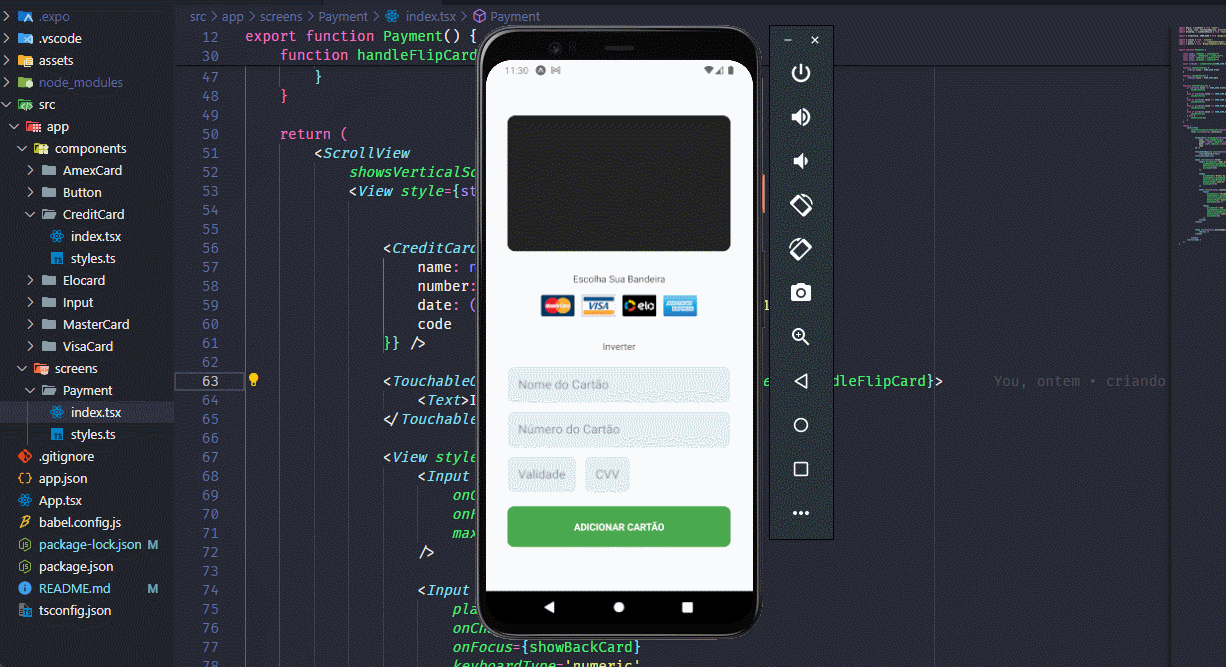 .expo
.vscode
assets
node_modules
src
app
components
AmexCard
Button
CreditCard
index.tsx
styles.ts
Elocard
Input
MasterCard
VisaCard
screens
Payment
index.tsx
styles.ts
.gitignore
app.json
App.tsx
babel.config.js
package-lock.json M
package.json
README.md M
tsconfig.json
src > app > screens > Payment > index.tsx > Payment
12 export function Payment() {
30 function handleFlipCard
47 }
48 }
49
50 return (
51 <ScrollView
52 showsVerticalSc
53 <View style={st
54
55
56 <CreditCard
57 name: n
58 number:
59 date: (
60 code
61 }} />
62
63 <TouchableO dleFlipCard}> You, ontem • criando
64 <Text>I
65 </Touchable
66
67 <View style
68 <Input
69 onC
70 onF
71 max
72 />
73
74 <Input
75 pla
76 onCh
77 onFocus={showBackCard}
78 keyboardType='numeric'
11:30
Escolha Sua Bandeira
MasterCard
VISA
elo
Inverter
Nome do Cartão
Número do Cartão
Validade CVV
ADICIONAR CARTÃO